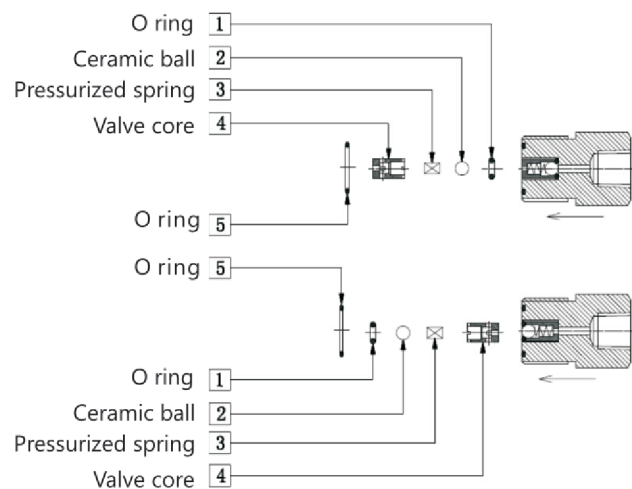 O ring 1
Ceramic ball 2
Pressurized spring 3
Valve core 4
O ring 5
O ring 5
O ring 1
Ceramic ball 2
Pressurized spring 3
Valve core 4